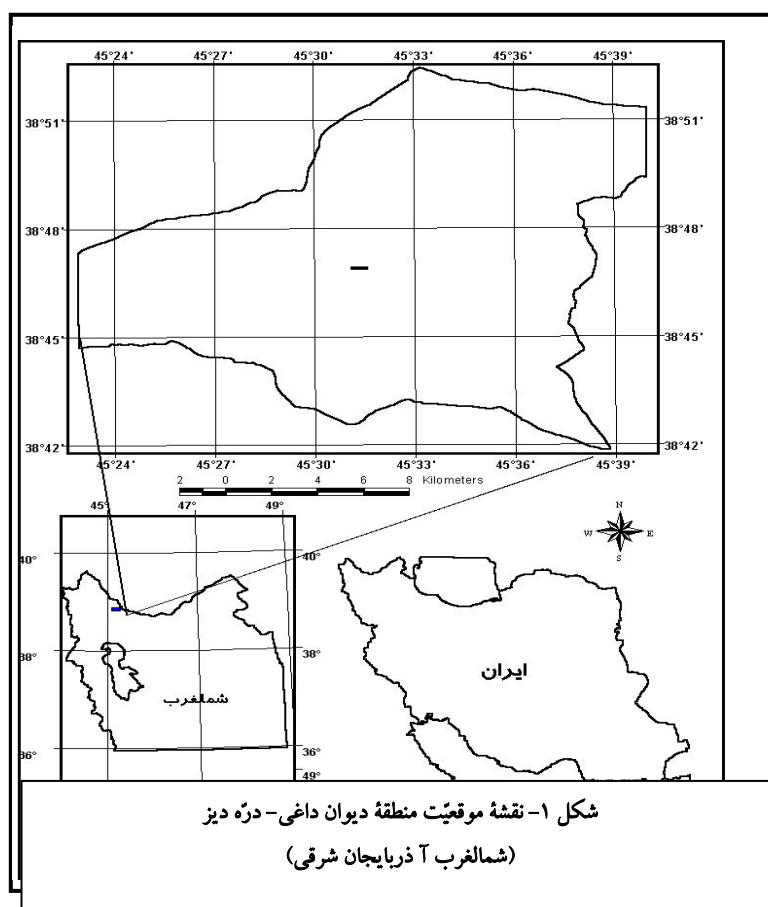 45°24' 45°27' 45°30' 45°33' 45°36' 45°39'
38°51' 38°51'
38°48' 38°48'
38°45' 38°45'
38°42' 38°42'
45°24' 45°27' 45°30' 45°33' 45°36' 45°39'
2 0 2 4 6 8 Kilometers
45° 47° 49°
N
W E
S
40° 40°
38° 38°
ایران
شمالغرب
36° 36°
49°
شکل ۱- نقشهٔ موقعیّت منطقهٔ دیوان داغی- درّه دیز
(شمالغرب آ ذربایجان شرقی)